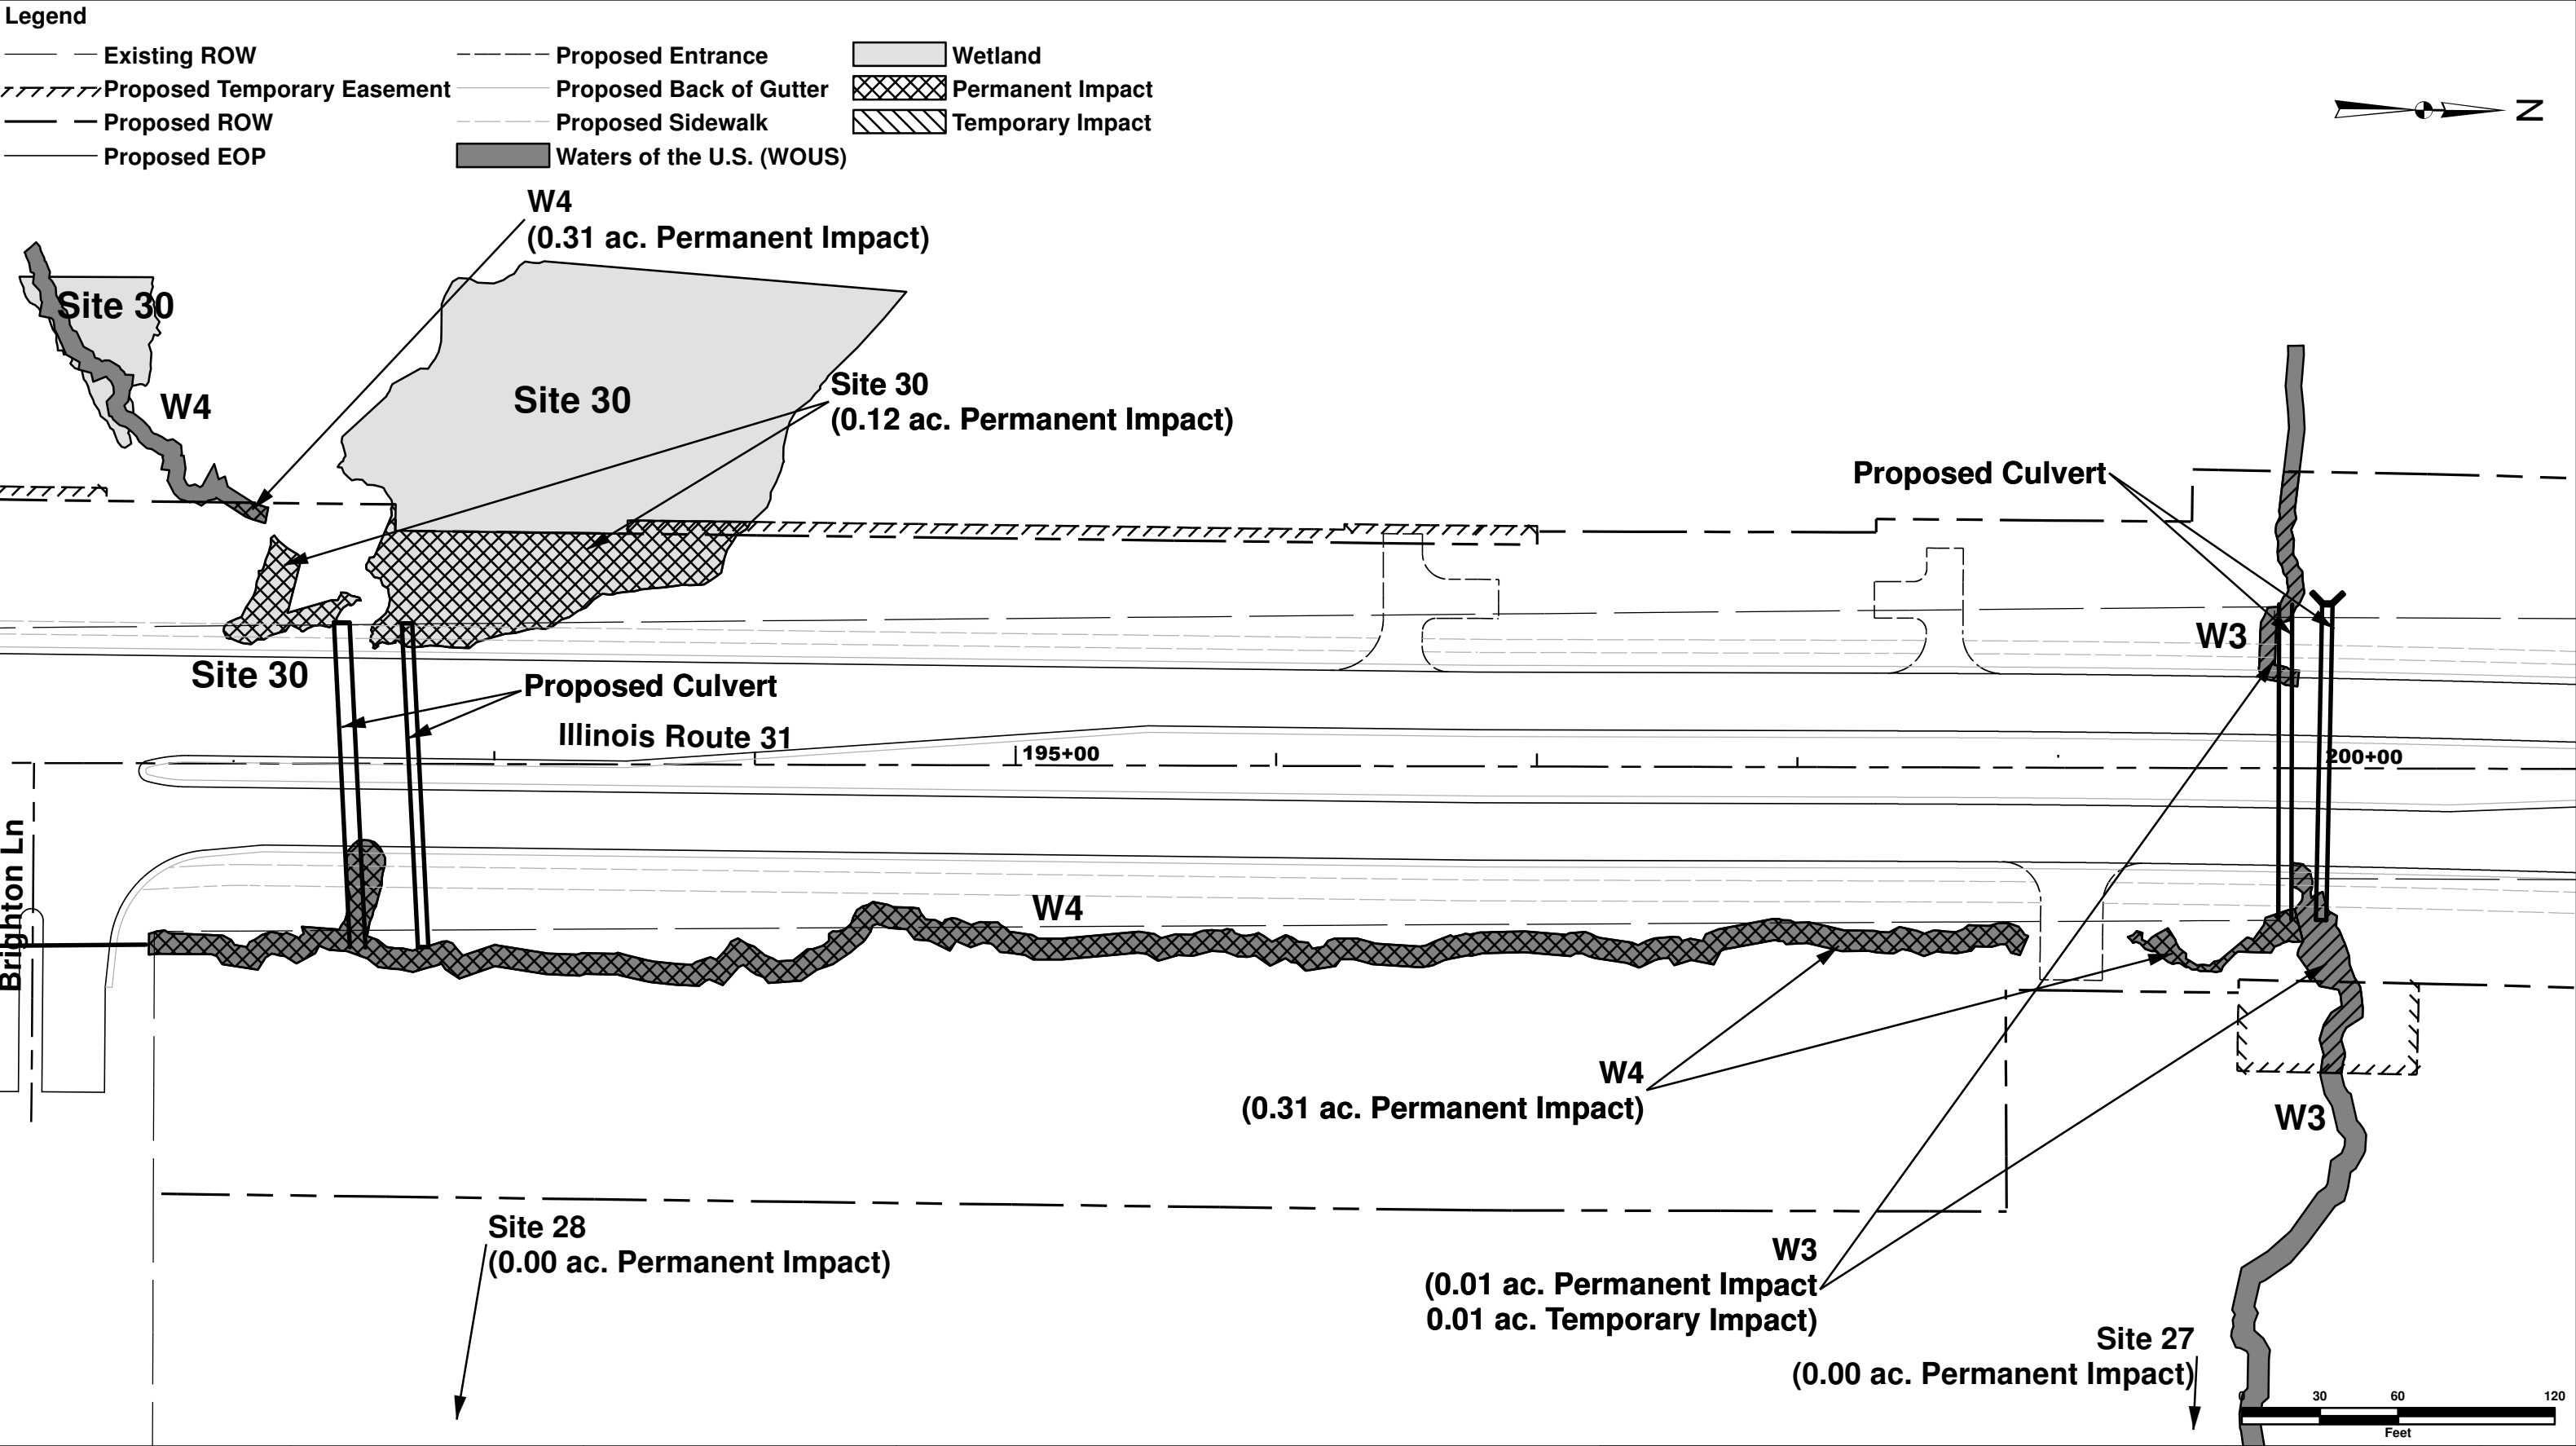 Legend
Existing ROW
Proposed Temporary Easement
Proposed ROW
Proposed EOP
Proposed Entrance
Proposed Back of Gutter
Proposed Sidewalk
Waters of the U.S. (WOUS)
Wetland
Permanent Impact
Temporary Impact
N
W4
(0.31 ac. Permanent Impact)
Site 30
W4
Site 30
Site 30
(0.12 ac. Permanent Impact)
Proposed Culvert
W3
Site 30
Proposed Culvert
Illinois Route 31
195+00
200+00
Brighton Ln
W4
W4
(0.31 ac. Permanent Impact)
W3
Site 28
(0.00 ac. Permanent Impact)
W3
(0.01 ac. Permanent Impact
0.01 ac. Temporary Impact)
Site 27
(0.00 ac. Permanent Impact)
0 30 60 120
Feet